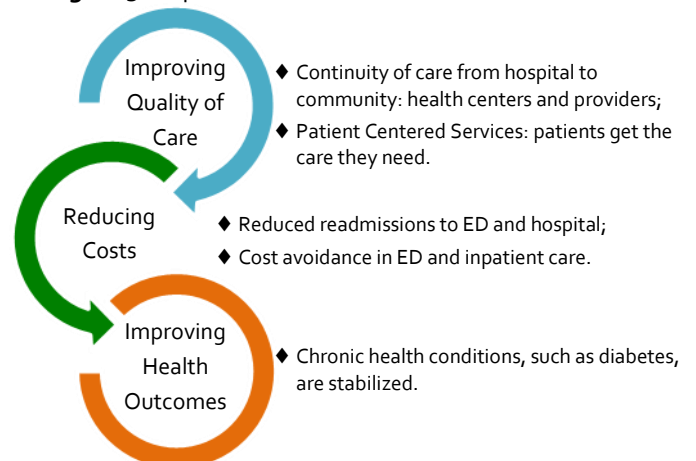 Improving
Quality of
Care
♦ Continuity of care from hospital to
community: health centers and providers;
♦ Patient Centered Services: patients get the
care they need.
Reducing
Costs
♦ Reduced readmissions to ED and hospital;
♦ Cost avoidance in ED and inpatient care.
Improving
Health
Outcomes
♦ Chronic health conditions, such as diabetes,
are stabilized.